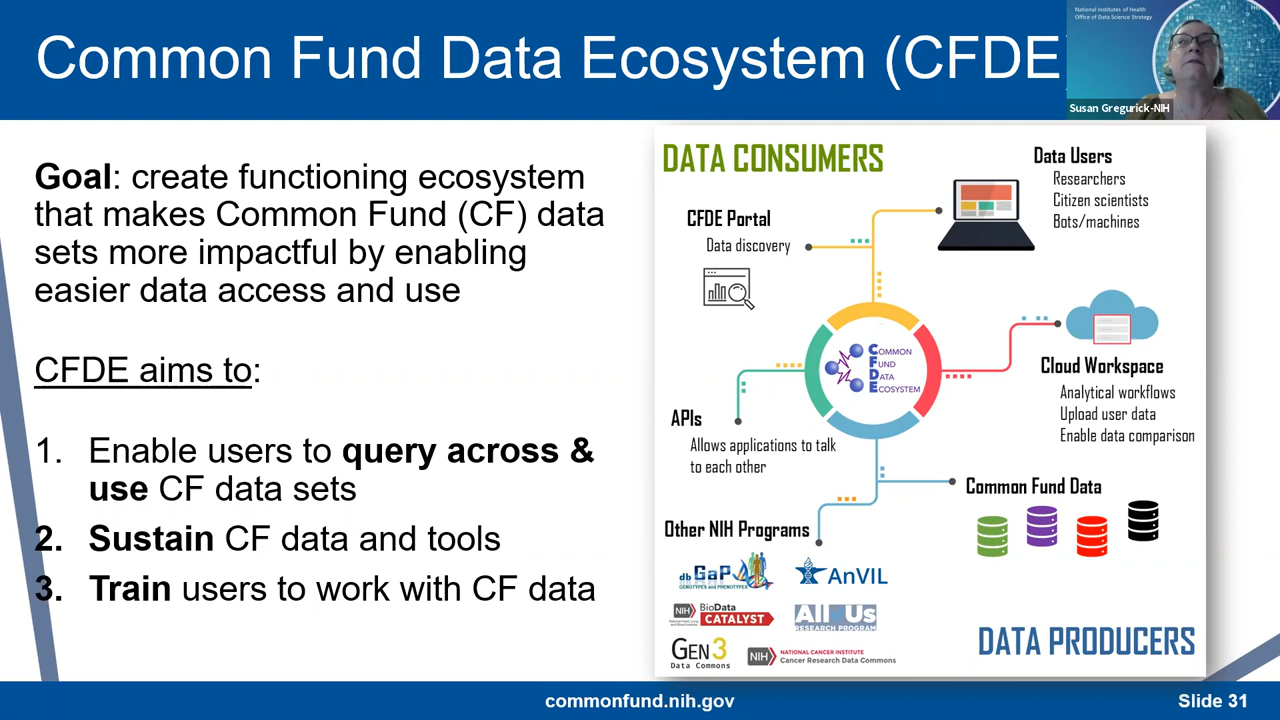 Common Fund Data Ecosystem (CFDE)
National Institutes of Health
Office of Data Science Strategy
Susan Gregurick-NIH
Goal: create functioning ecosystem
that makes Common Fund (CF) data
sets more impactful by enabling
easier data access and use
CFDE aims to:
1. Enable users to query across &
use CF data sets
2. Sustain CF data and tools
3. Train users to work with CF data
DATA CONSUMERS
Data Users
Researchers
Citizen scientists
Bots/machines
CFDE Portal
Data discovery
COMMON
FUND
DATA
ECOSYSTEM
Cloud Workspace
Analytical workflows
Upload user data
Enable data comparison
APIs
Allows applications to talk
to each other
Common Fund Data
Other NIH Programs
dbGaP
GENOTYPES and PHENOTYPES
AnVIL
NIH BioData
CATALYST
All of Us
RESEARCH PROGRAM
GEN3
Data Commons
NIH NATIONAL CANCER INSTITUTE
Cancer Research Data Commons
DATA PRODUCERS
commonfund.nih.gov
Slide 31